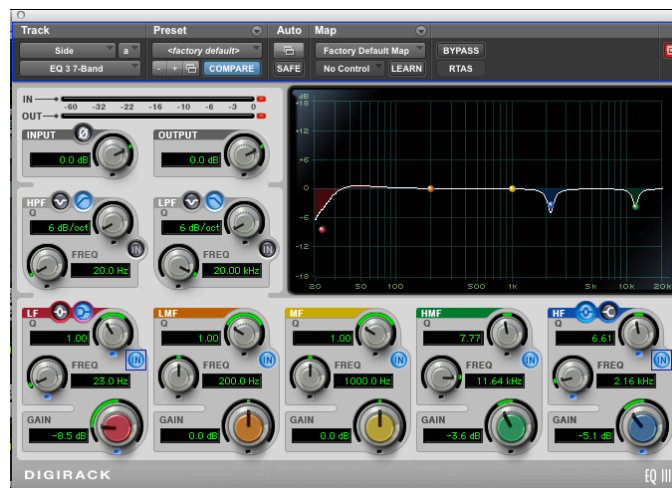 Track Preset Auto Map
Side a <factory default> Factory Default Map BYPASS
EQ 3 7-Band - + COMPARE SAFE No Control LEARN RTAS
IN
-60 -32 -22 -16 -10 -6 -3 0
OUT
INPUT Ø OUTPUT
0.0 dB 0.0 dB
HPF LPF
Q Q
6 dB/oct 6 dB/oct
IN IN
FREQ FREQ
20.0 Hz 20.00 kHz
dB
+18
+12
+6
0
-6
-12
-18
20 50 100 500 1k 5k 10k 20k
LF LMF MF HMF HF
Q Q Q Q Q
1.00 1.00 1.00 7.77 6.61
IN IN IN IN IN
FREQ FREQ FREQ FREQ FREQ
23.0 Hz 200.0 Hz 1000.0 Hz 11.64 kHz 2.16 kHz
GAIN GAIN GAIN GAIN GAIN
-8.5 dB 0.0 dB 0.0 dB -3.6 dB -5.1 dB
DIGIRACK EQ III